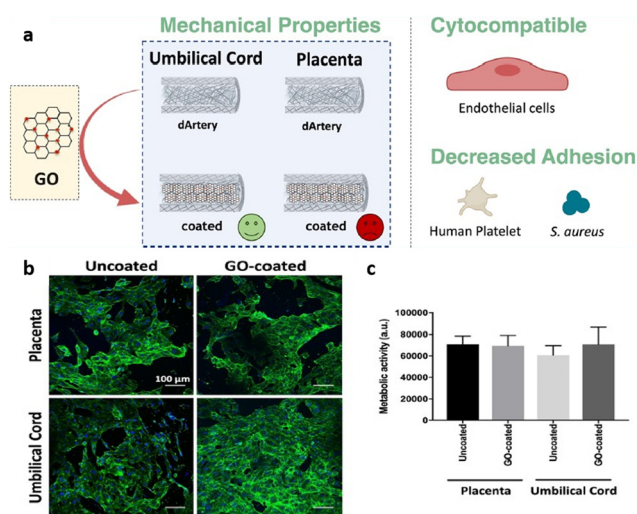 a
Mechanical Properties
Umbilical Cord
Placenta
dArtery
dArtery
GO
coated
coated
Cytocompatible
Endothelial cells
Decreased Adhesion
Human Platelet
S. aureus
b
Uncoated
GO-coated
Placenta
100 µm
Umbilical Cord
c
Metabolic activity (a.u.)
100000
80000
60000
40000
20000
0
Uncoated
GO-coated
Uncoated
GO-coated
Placenta
Umbilical Cord